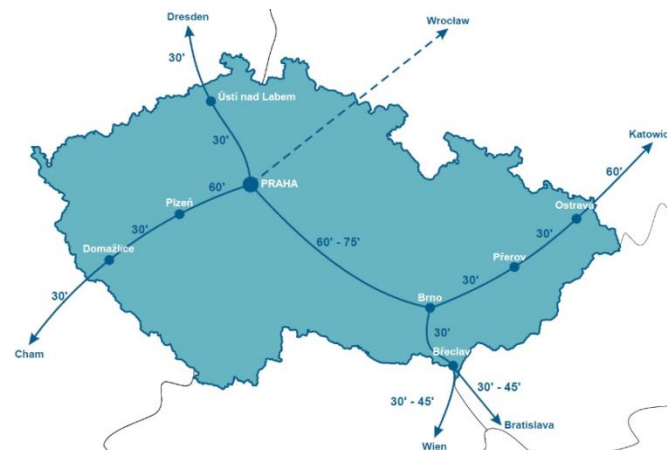 Dresden
Wrocław
30'
Ústí nad Labem
30'
Katowic
60'
60'
PRAHA
Plzeň
Ostrava
30'
30'
Domažlice
60' - 75'
Přerov
30'
30'
Brno
Cham
30'
Břeclav
30' - 45'
30' - 45'
Bratislava
Wien